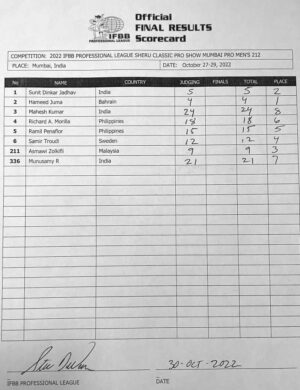 IFBB
PROFESSIONAL LEAGUE
Official
FINAL RESULTS
Scorecard
COMPETITION: 2022 IFBB PROFESSIONAL LEAGUE SHERU CLASSIC PRO SHOW MUMBAI PRO MEN'S 212
PLACE: Mumbai, India DATE: October 27-29, 2022
No NAME COUNTRY JUDGING FINALS TOTAL PLACE
1 Sunit Dinkar Jadhav India 5 5 2
2 Hameed Juma Bahrain 4 4 1
3 Mahesh Kumar India 24 24 8
4 Richard A. Morilla Philippines 18 18 6
5 Ramil Penaflor Philippines 15 15 5
6 Samir Troudi Sweden 12 12 4
211 Asmawi Zolkifli Malaysia 9 9 3
336 Munusamy R India 21 21 7
30-OCT-2022
IFBB PROFESSIONAL LEAGUE DATE